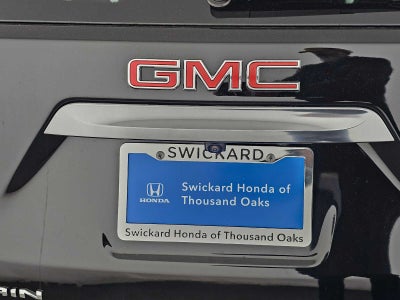 GMC
SWICKARD
Swickard Honda of
Thousand Oaks
HONDA
Swickard Honda of Thousand Oaks